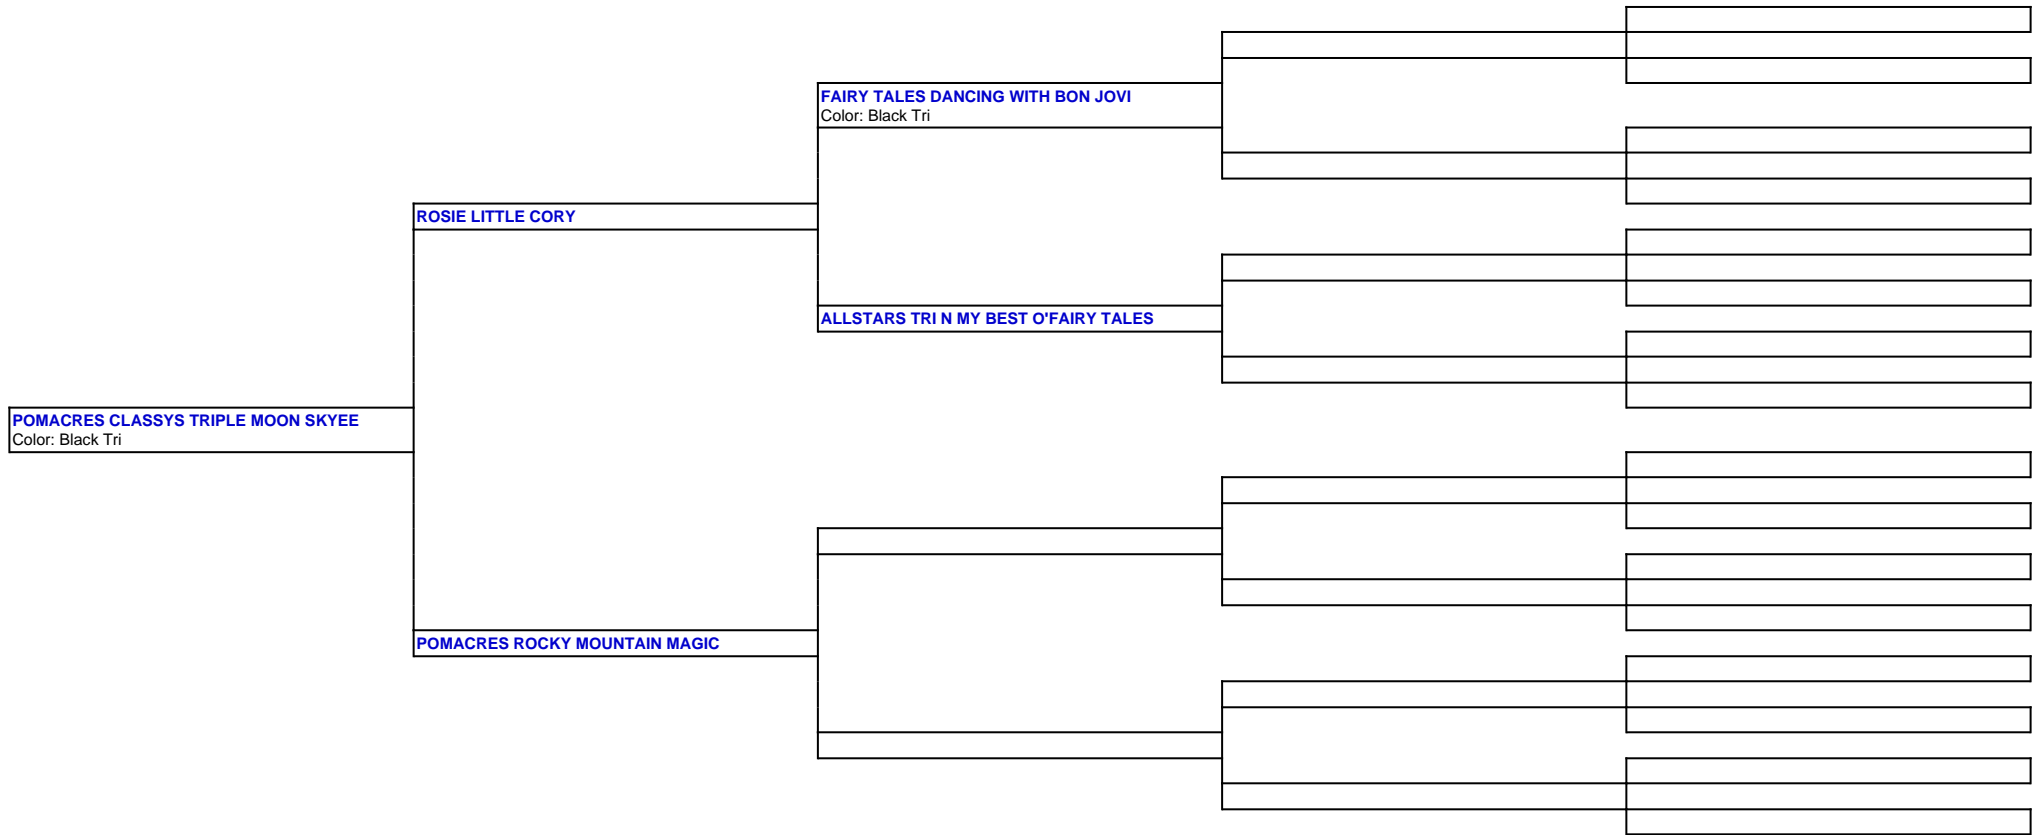 FAIRY TALES DANCING WITH BON JOVI
Color: Black Tri
ROSIE LITTLE CORY
ALLSTARS TRI N MY BEST O'FAIRY TALES
POMACRES CLASSYS TRIPLE MOON SKYEE
Color: Black Tri
POMACRES ROCKY MOUNTAIN MAGIC